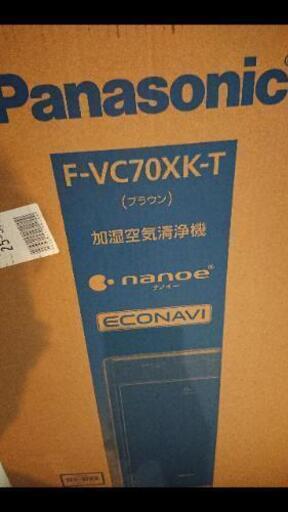 Panasonic
F-VC70XK-T
(ブラウン)
加湿空気清浄機
nanoe®
ナノイー
ECONAVI